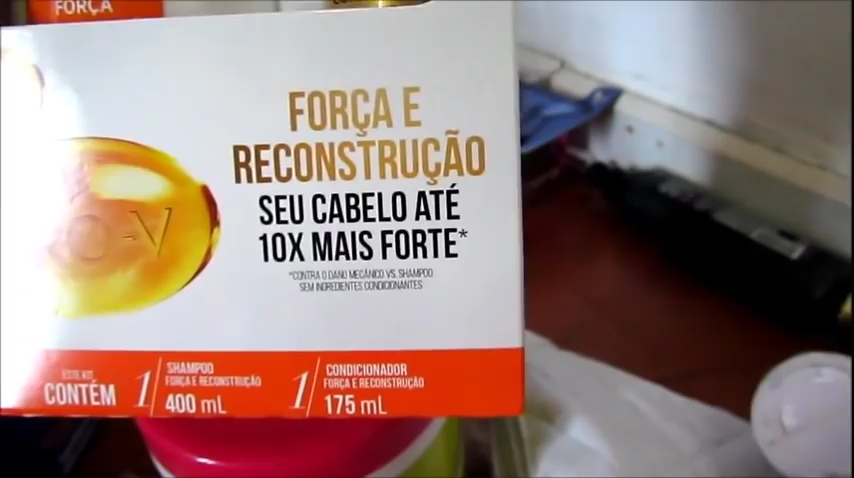 FORÇA
FORÇA E
RECONSTRUÇÃO
SEU CABELO ATÉ
10X MAIS FORTE*
*CONTRA O DANO MECÂNICO VS. SHAMPOO
SEM INGREDIENTES CONDICIONANTES
O-V
ESTE KIT
CONTÉM
1 SHAMPOO
FORÇA E RECONSTRUÇÃO
400 mL
1 CONDICIONADOR
FORÇA E RECONSTRUÇÃO
175 mL